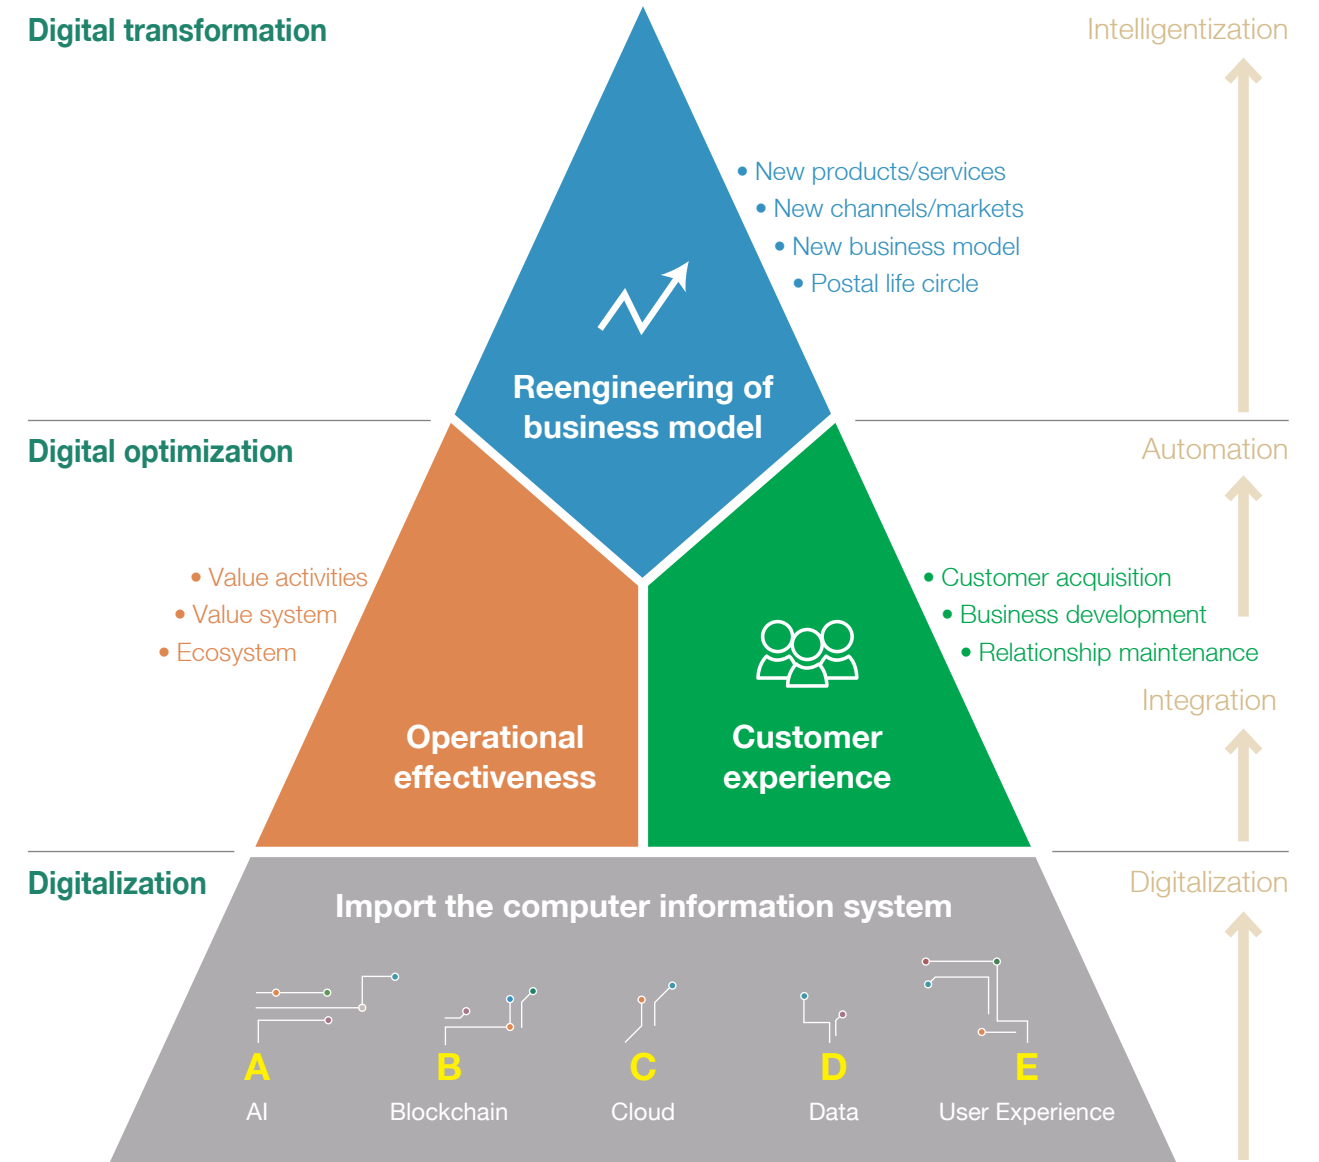 Digital transformation
Intelligentization
• New products/services
• New channels/markets
• New business model
• Postal life circle
Reengineering of
business model
Digital optimization
Automation
• Value activities
• Value system
• Ecosystem
• Customer acquisition
• Business development
• Relationship maintenance
Integration
Operational
effectiveness
Customer
experience
Digitalization
Digitalization
Import the computer information system
A B C D E
AI Blockchain Cloud Data User Experience